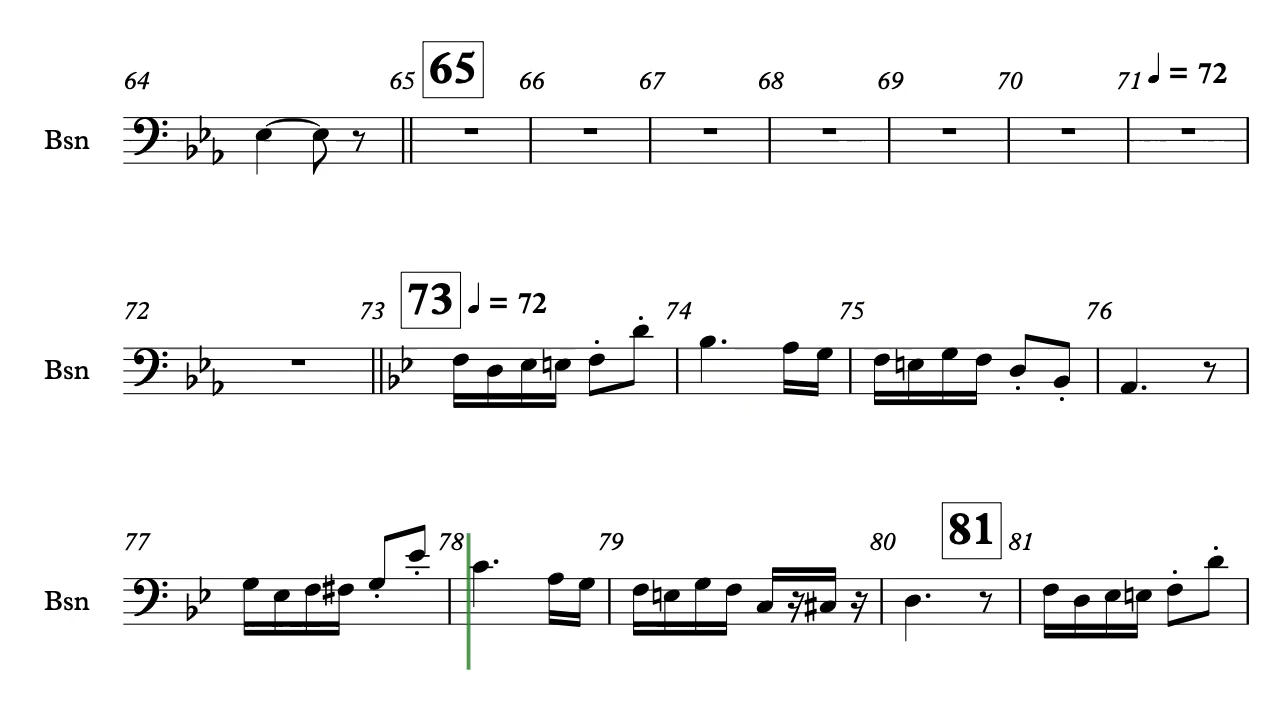 64 65 65 66 67 68 69 70 71 ♩ = 72
Bsn
72 73 73 ♩ = 72 74 75 76
Bsn
77 78 79 80 81 81
Bsn